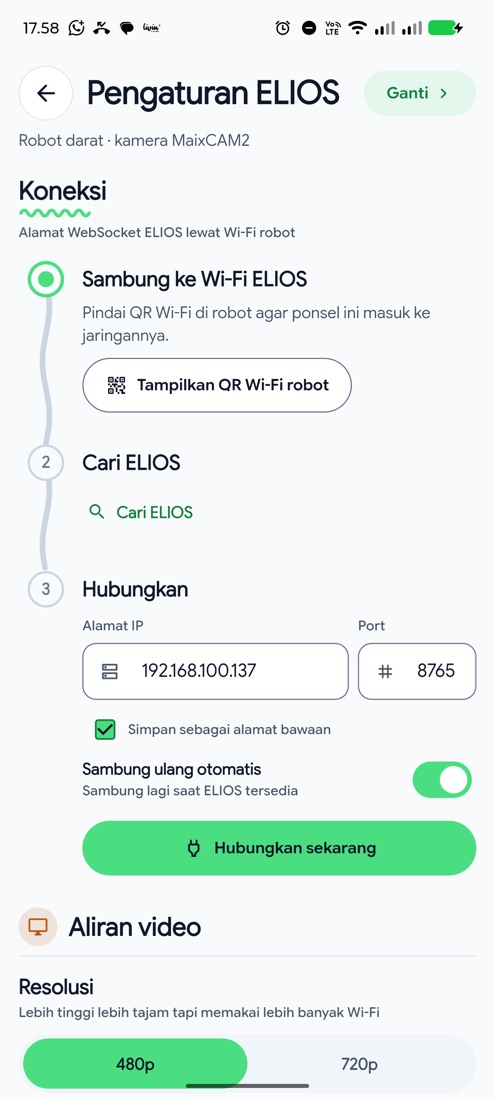 17.58
Vo LTE
Pengaturan ELIOS
Ganti
Robot darat · kamera MaixCAM2
Koneksi
Alamat WebSocket ELIOS lewat Wi-Fi robot
Sambung ke Wi-Fi ELIOS
Pindai QR Wi-Fi di robot agar ponsel ini masuk ke
jaringannya.
Tampilkan QR Wi-Fi robot
2
Cari ELIOS
Cari ELIOS
3
Hubungkan
Alamat IP
Port
192.168.100.137
8765
Simpan sebagai alamat bawaan
Sambung ulang otomatis
Sambung lagi saat ELIOS tersedia
Hubungkan sekarang
Aliran video
Resolusi
Lebih tinggi lebih tajam tapi memakai lebih banyak Wi-Fi
480p
720p